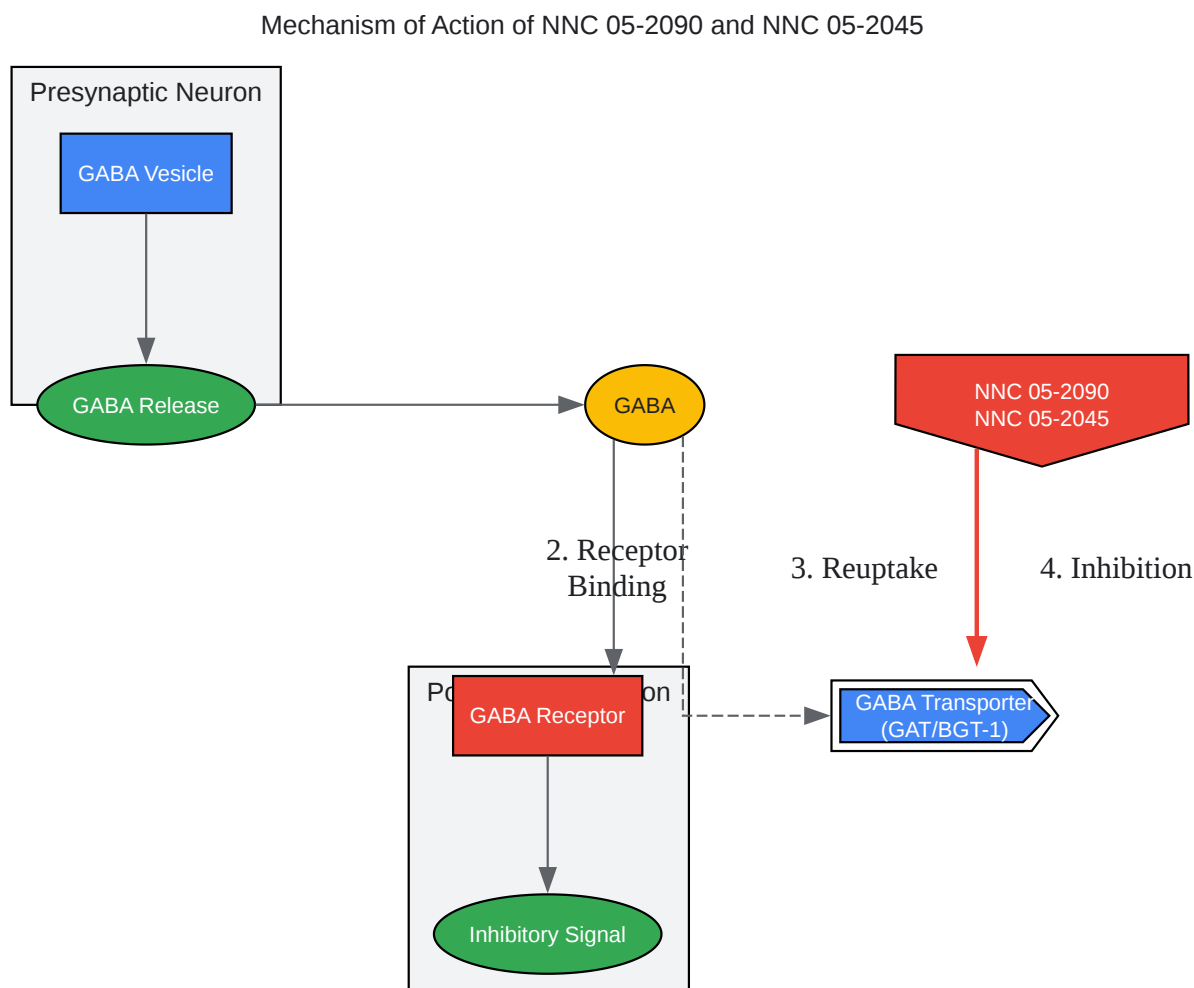 Mechanism of Action of NNC 05-2090 and NNC 05-2045
Presynaptic Neuron
GABA Vesicle
GABA Release
GABA
NNC 05-2090
NNC 05-2045
2. Receptor
Binding
3. Reuptake
4. Inhibition
GABA Receptor
GABA Transporter
(GAT/BGT-1)
Inhibitory Signal